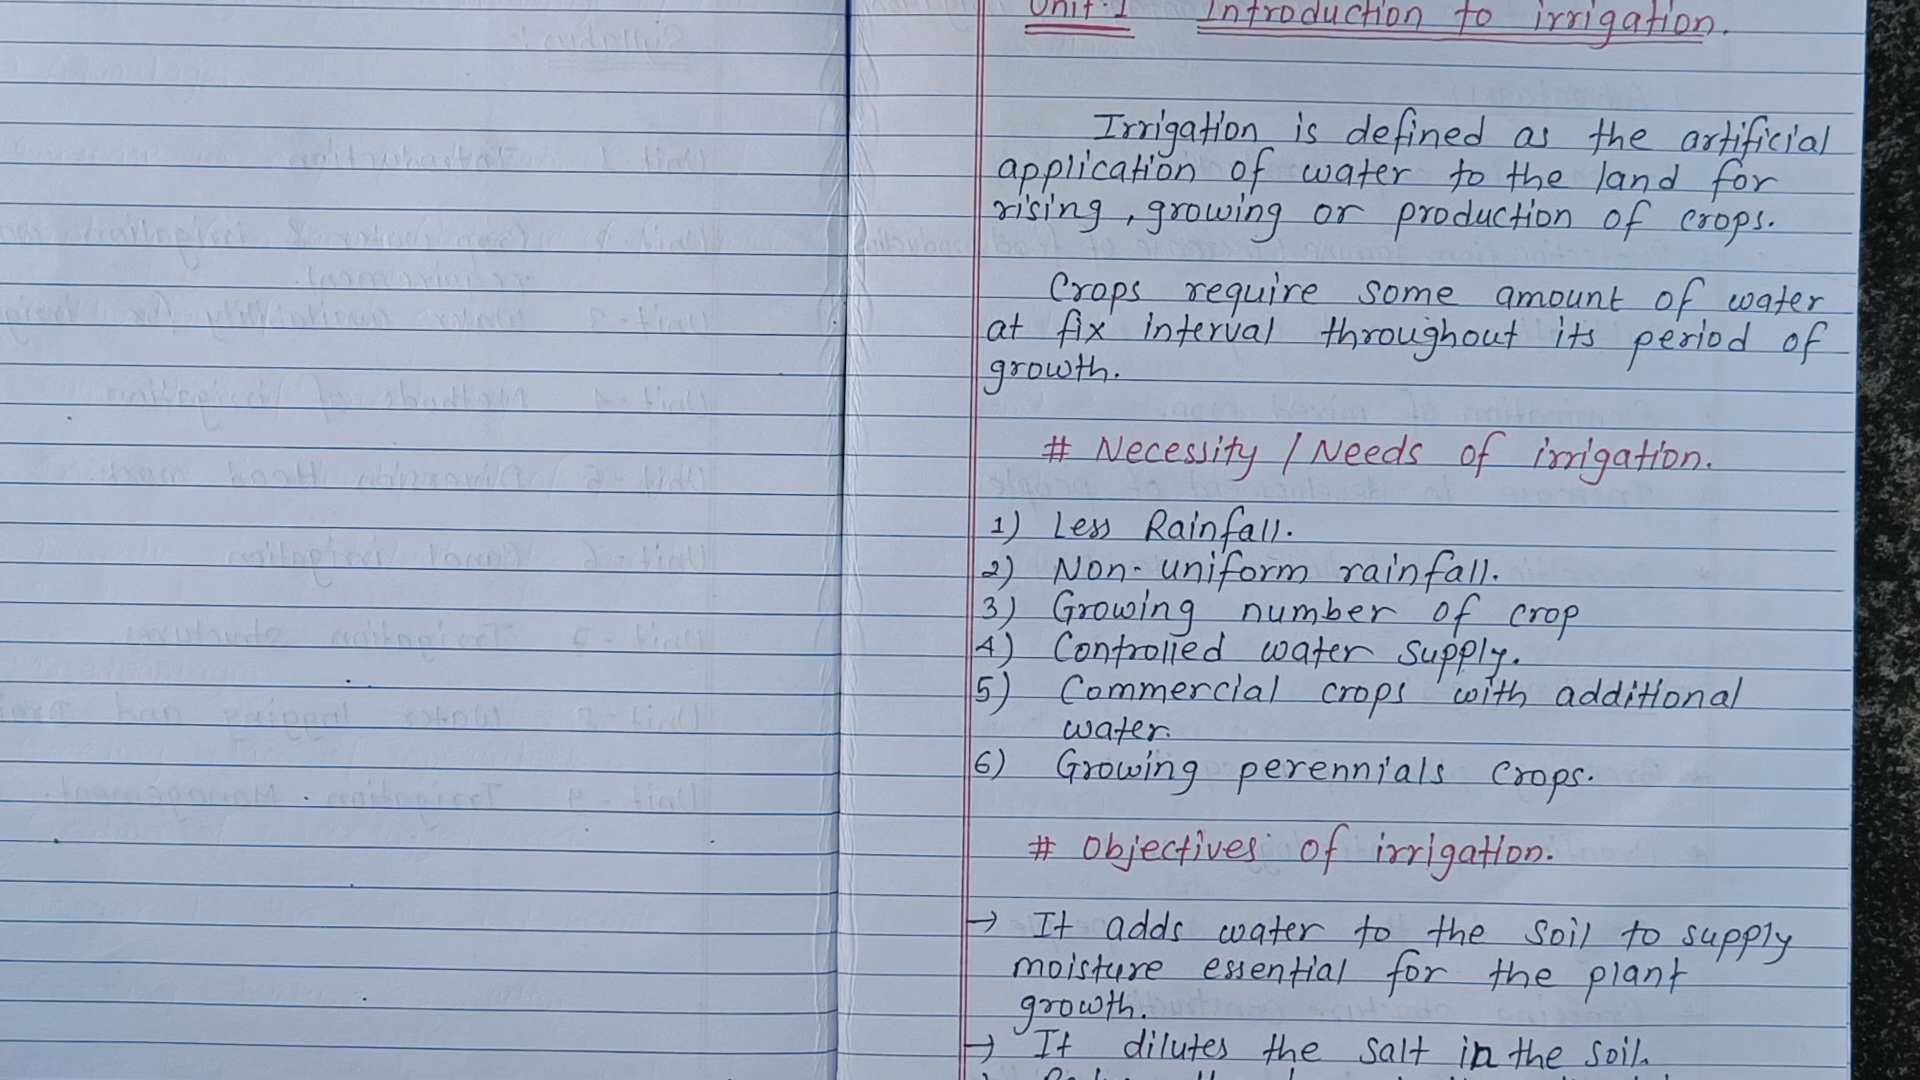 Unit-1 Introduction to irrigation.
Irrigation is defined as the artificial
application of water to the land for
rising, growing or production of crops.
Crops require some amount of water
at fix interval throughout its period of
growth.
# Necessity / Needs of irrigation.
1) Less Rainfall.
2) Non-uniform rainfall.
3) Growing number of crop
4) Controlled water supply.
5) Commercial crops with additional
water.
6) Growing perennials crops.
# Objectives of irrigation.
→ It adds water to the soil to supply
moisture essential for the plant
growth.
→ It dilutes the salt in the soil.